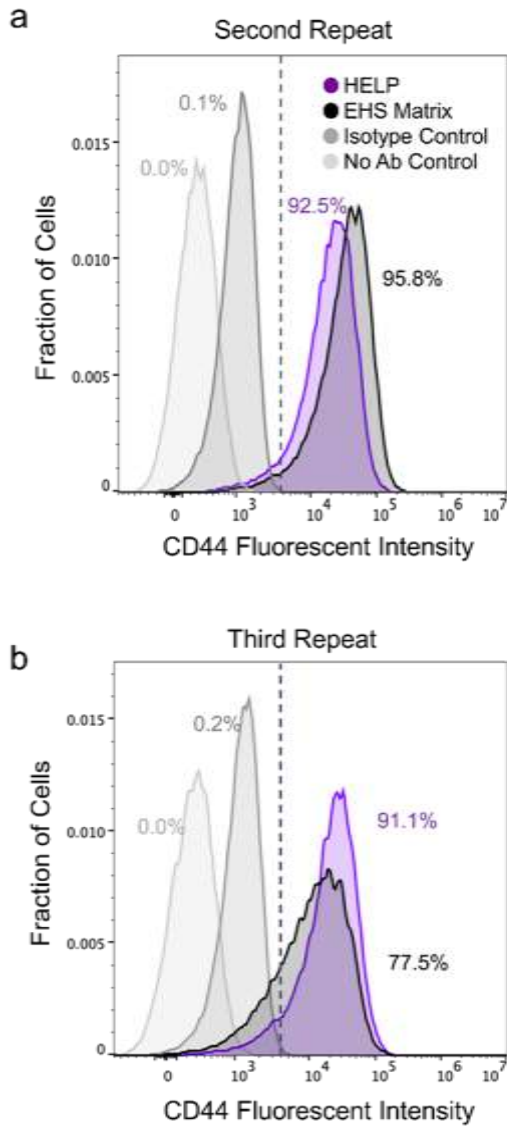 a
Second Repeat
HELP
EHS Matrix
Isotype Control
No Ab Control
0.1%
0.0%
92.5%
95.8%
Fraction of Cells
0.015
0.010
0.005
0
0 10³ 10⁴ 10⁵ 10⁶ 10⁷
CD44 Fluorescent Intensity
b
Third Repeat
0.2%
0.0%
91.1%
77.5%
Fraction of Cells
0.015
0.010
0.005
0
0 10³ 10⁴ 10⁵ 10⁶ 10⁷
CD44 Fluorescent Intensity